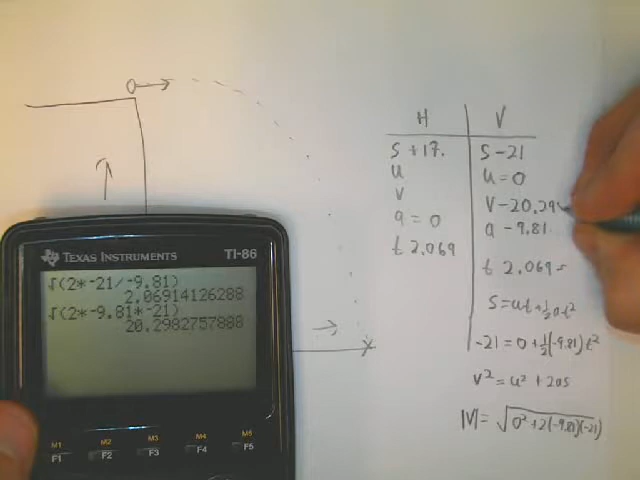 H V
S +17. S -21
U U = 0
V V -20.29
a = 0 a - 9.81
t 2.069 t 2.069
S = ut + ½at²
-21 = 0 + ½(-9.81)t²
V² = u² + 2as
|V| = √0² + 2(-9.81)(-21)
TEXAS INSTRUMENTS TI-86
√(2*-21/-9.81)
2.06914126288
√(2*-9.81*-21)
20.2982757888
M1 M2 M3 M4 M5
F1 F2 F3 F4 F5